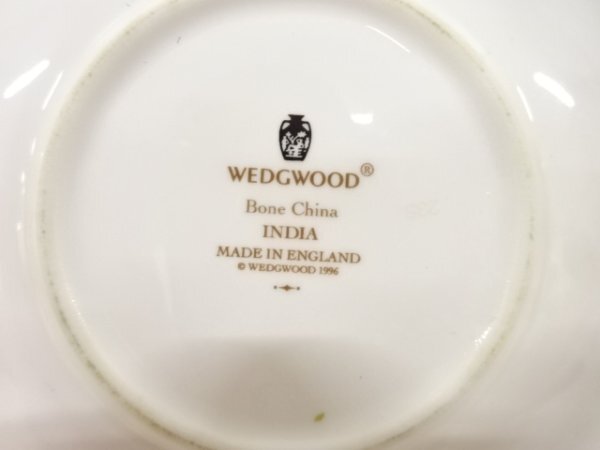 WEDGWOOD®
Bone China
INDIA
MADE IN ENGLAND
© WEDGWOOD 1996